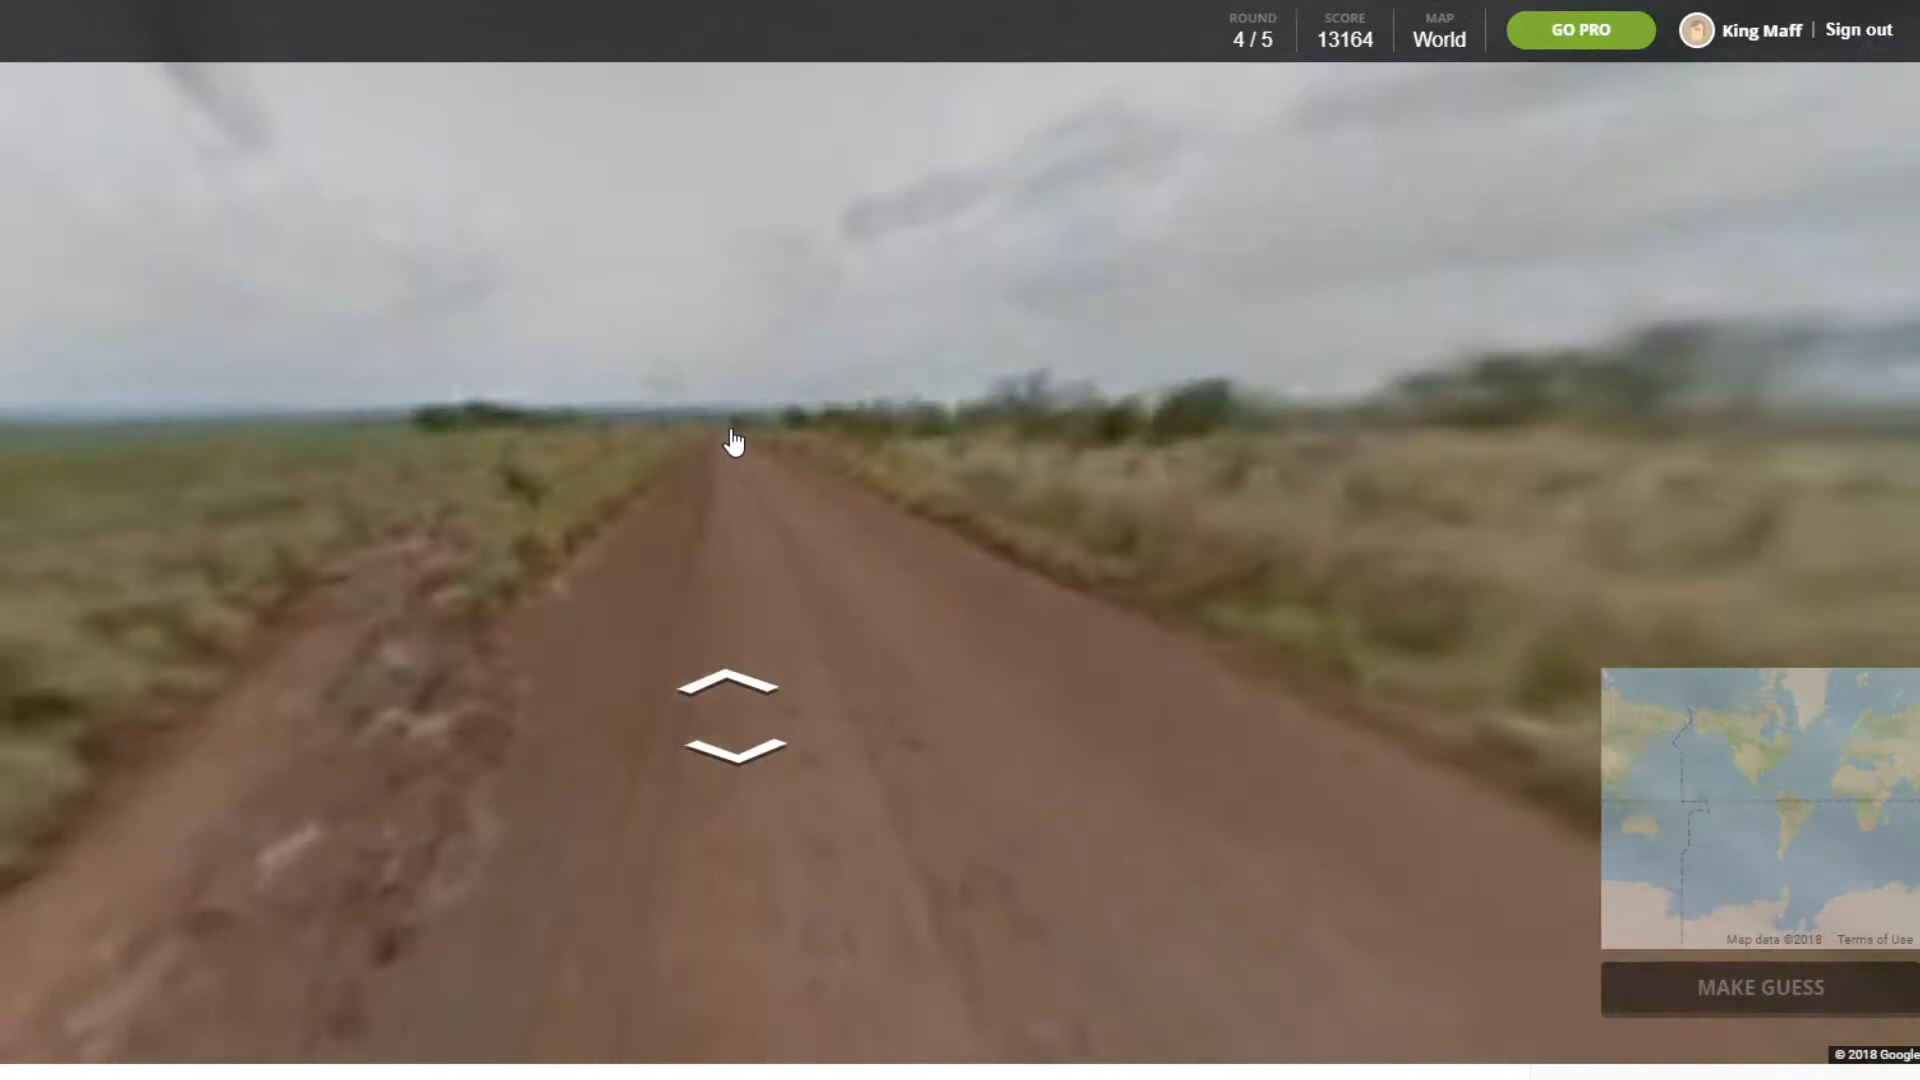 ROUND
4 / 5
SCORE
13164
MAP
World
GO PRO
King Maff
Sign out
Map data ©2018
Terms of Use
MAKE GUESS
© 2018 Google